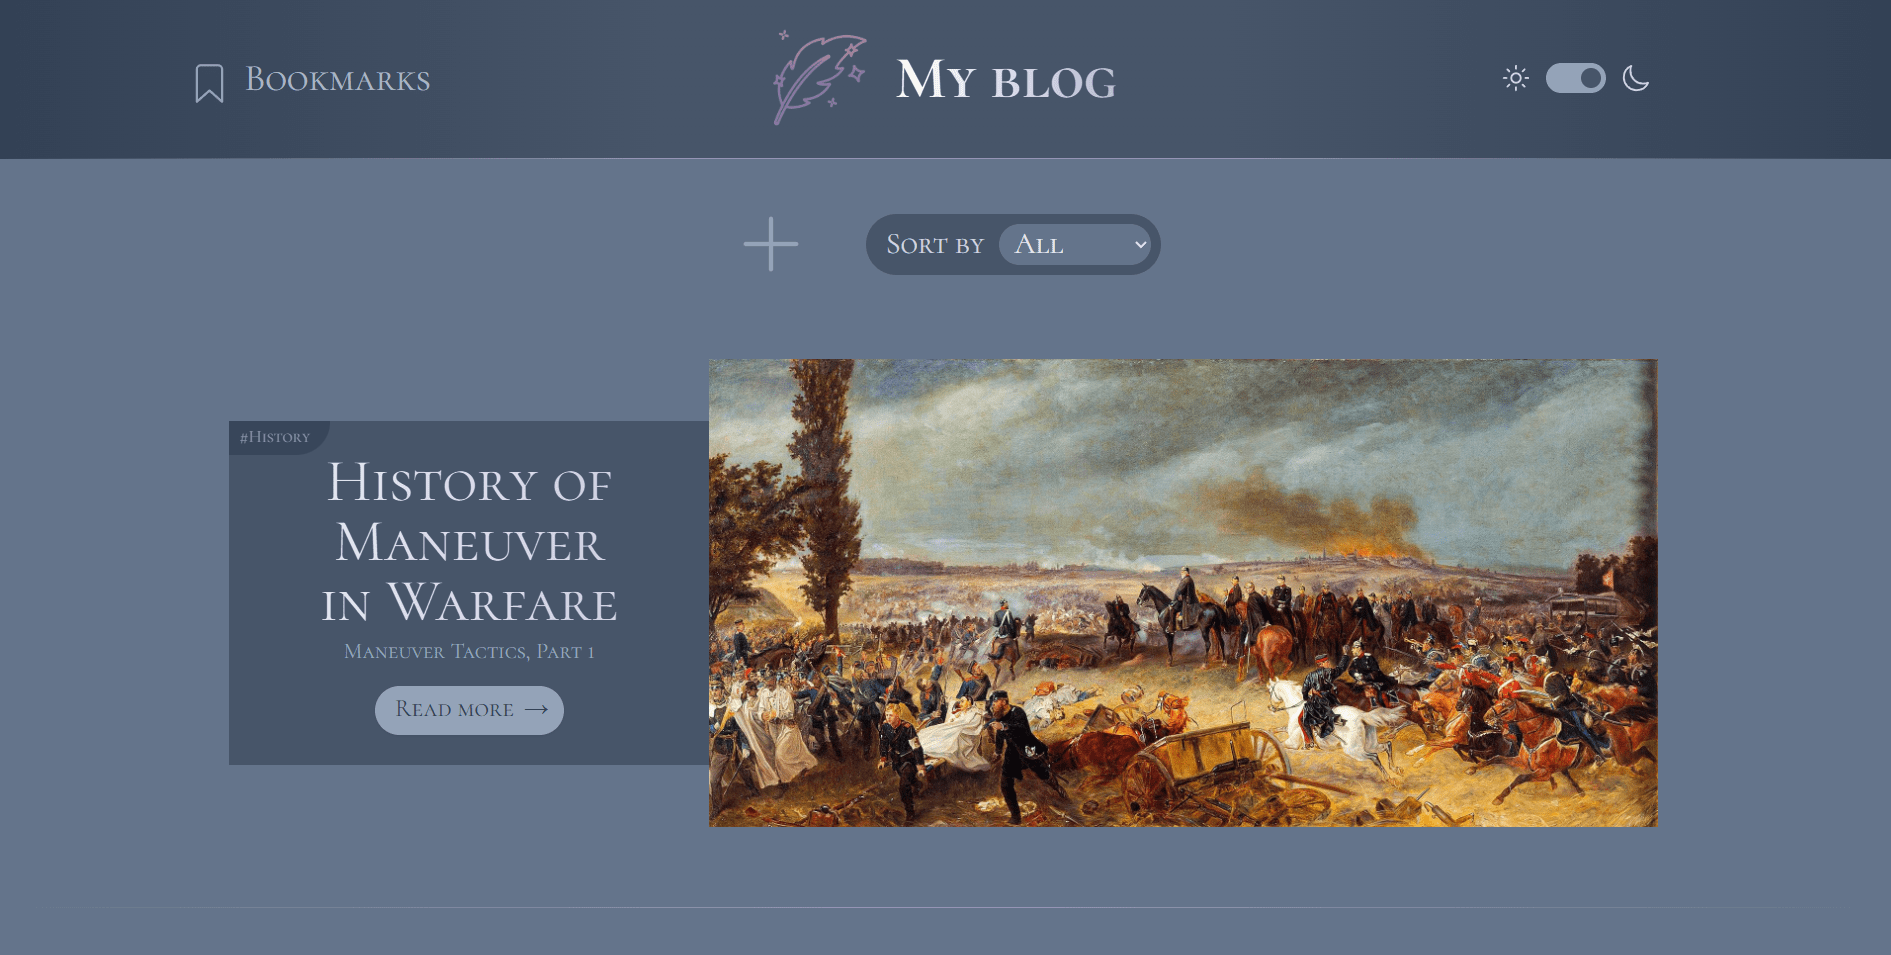 Bookmarks
My blog
Sort by All
#History
History of
Maneuver
in Warfare
Maneuver Tactics, Part 1
Read more →